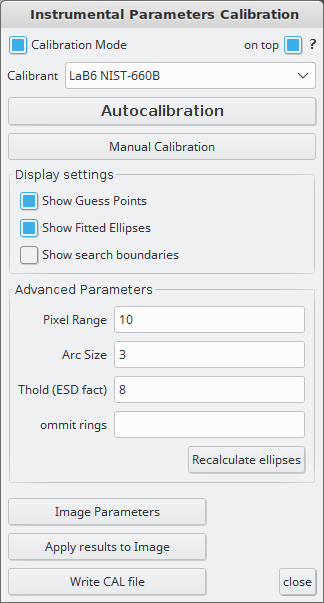 Instrumental Parameters Calibration
Calibration Mode on top ?
Calibrant LaB6 NIST-660B
Autocalibration
Manual Calibration
Display settings
Show Guess Points
Show Fitted Ellipses
Show search boundaries
Advanced Parameters
Pixel Range 10
Arc Size 3
Thold (ESD fact) 8
ommit rings
Recalculate ellipses
Image Parameters
Apply results to Image
Write CAL file close